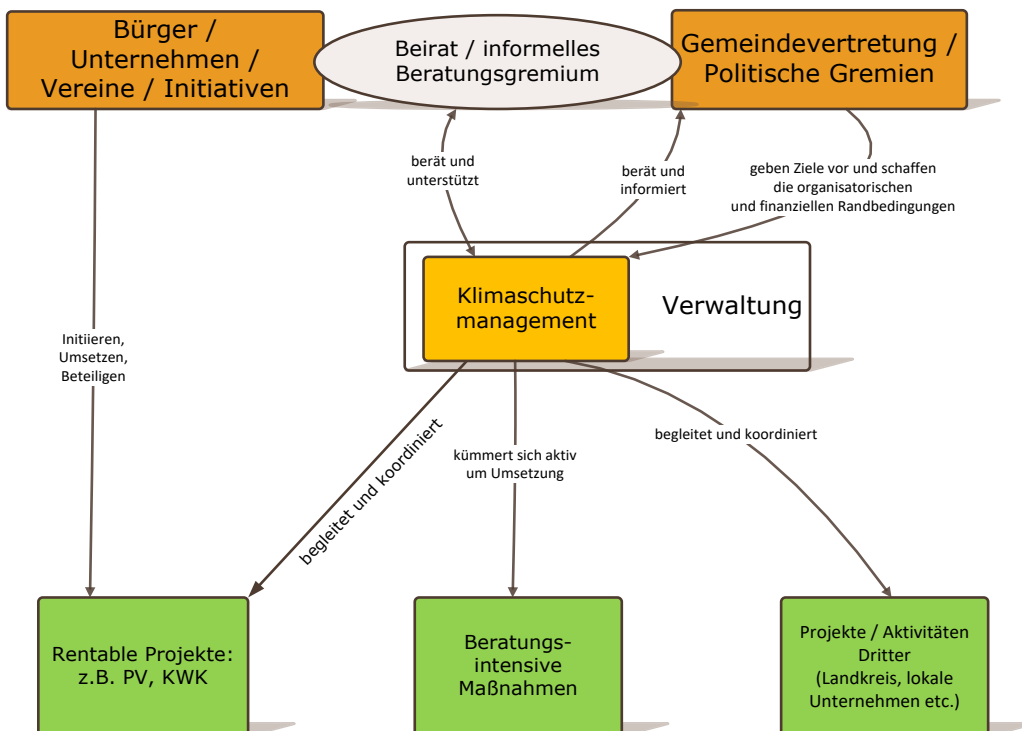 Bürger /
Unternehmen /
Vereine / Initiativen
Beirat / informelles
Beratungsgremium
Gemeindevertretung /
Politische Gremien
berät und
unterstützt
berät und
informiert
geben Ziele vor und schaffen
die organisatorischen
und finanziellen Randbedingungen
Klimaschutz-
management
Verwaltung
Initiieren,
Umsetzen,
Beteiligen
begleitet und koordiniert
kümmert sich aktiv
um Umsetzung
begleitet und koordiniert
Rentable Projekte:
z.B. PV, KWK
Beratungs-
intensive
Maßnahmen
Projekte / Aktivitäten
Dritter
(Landkreis, lokale
Unternehmen etc.)